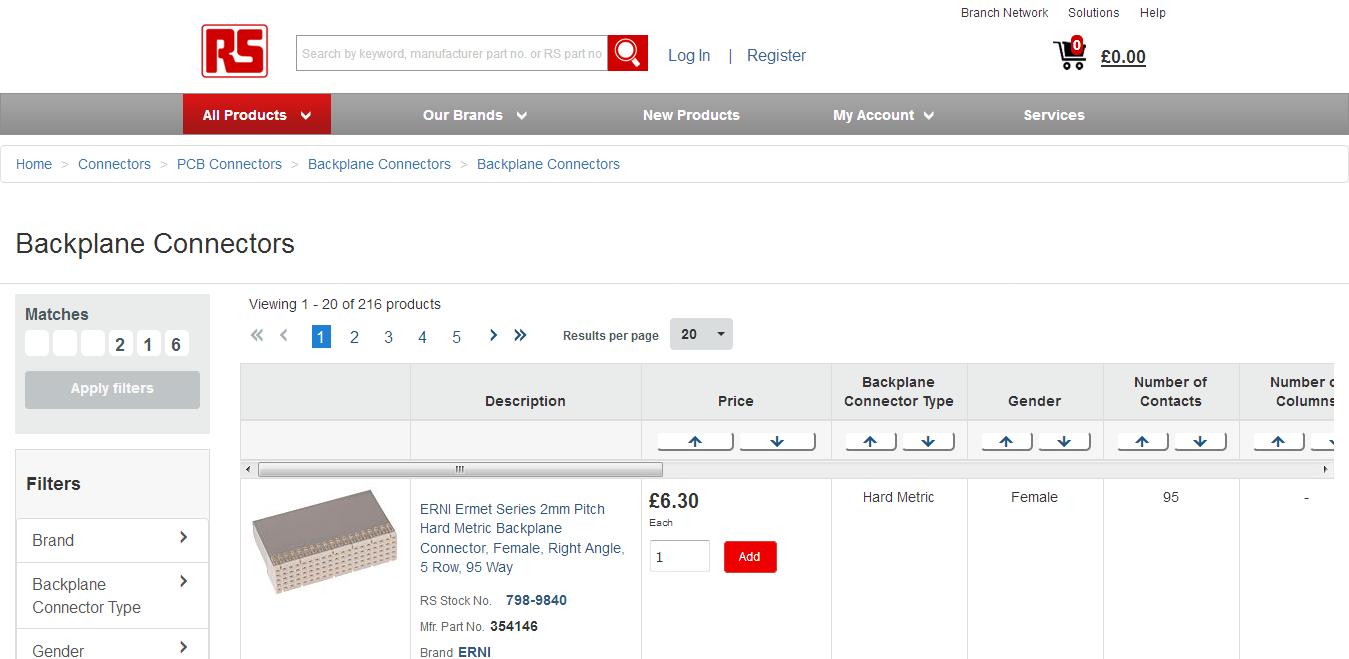 Branch Network Solutions Help
RS
Search by keyword, manufacturer part no. or RS part no
Log In | Register
0
£0.00
All Products Our Brands New Products My Account Services
Home > Connectors > PCB Connectors > Backplane Connectors > Backplane Connectors
Backplane Connectors
Matches
2 1 6
Apply filters
Filters
Brand
Backplane
Connector Type
Gender
Viewing 1 - 20 of 216 products
« ‹ 1 2 3 4 5 › » Results per page 20
Description Price Backplane Connector Type Gender Number of Contacts Number o Columns
ERNI Ermet Series 2mm Pitch
Hard Metric Backplane
Connector, Female, Right Angle,
5 Row, 95 Way
RS Stock No. 798-9840
Mfr. Part No. 354146
Brand ERNI
£6.30
Each
1 Add
Hard Metric Female 95 -